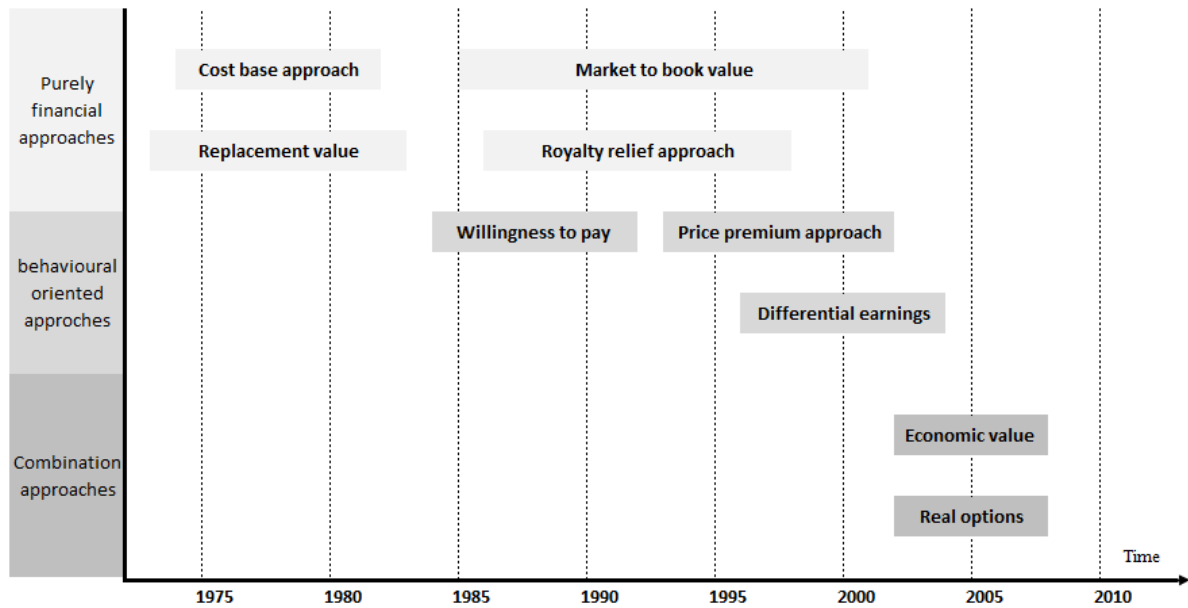 Purely
financial
approaches
Cost base approach
Market to book value
Replacement value
Royalty relief approach
behavioural
oriented
approches
Willingness to pay
Price premium approach
Differential earnings
Combination
approaches
Economic value
Real options
Time
1975 1980 1985 1990 1995 2000 2005 2010